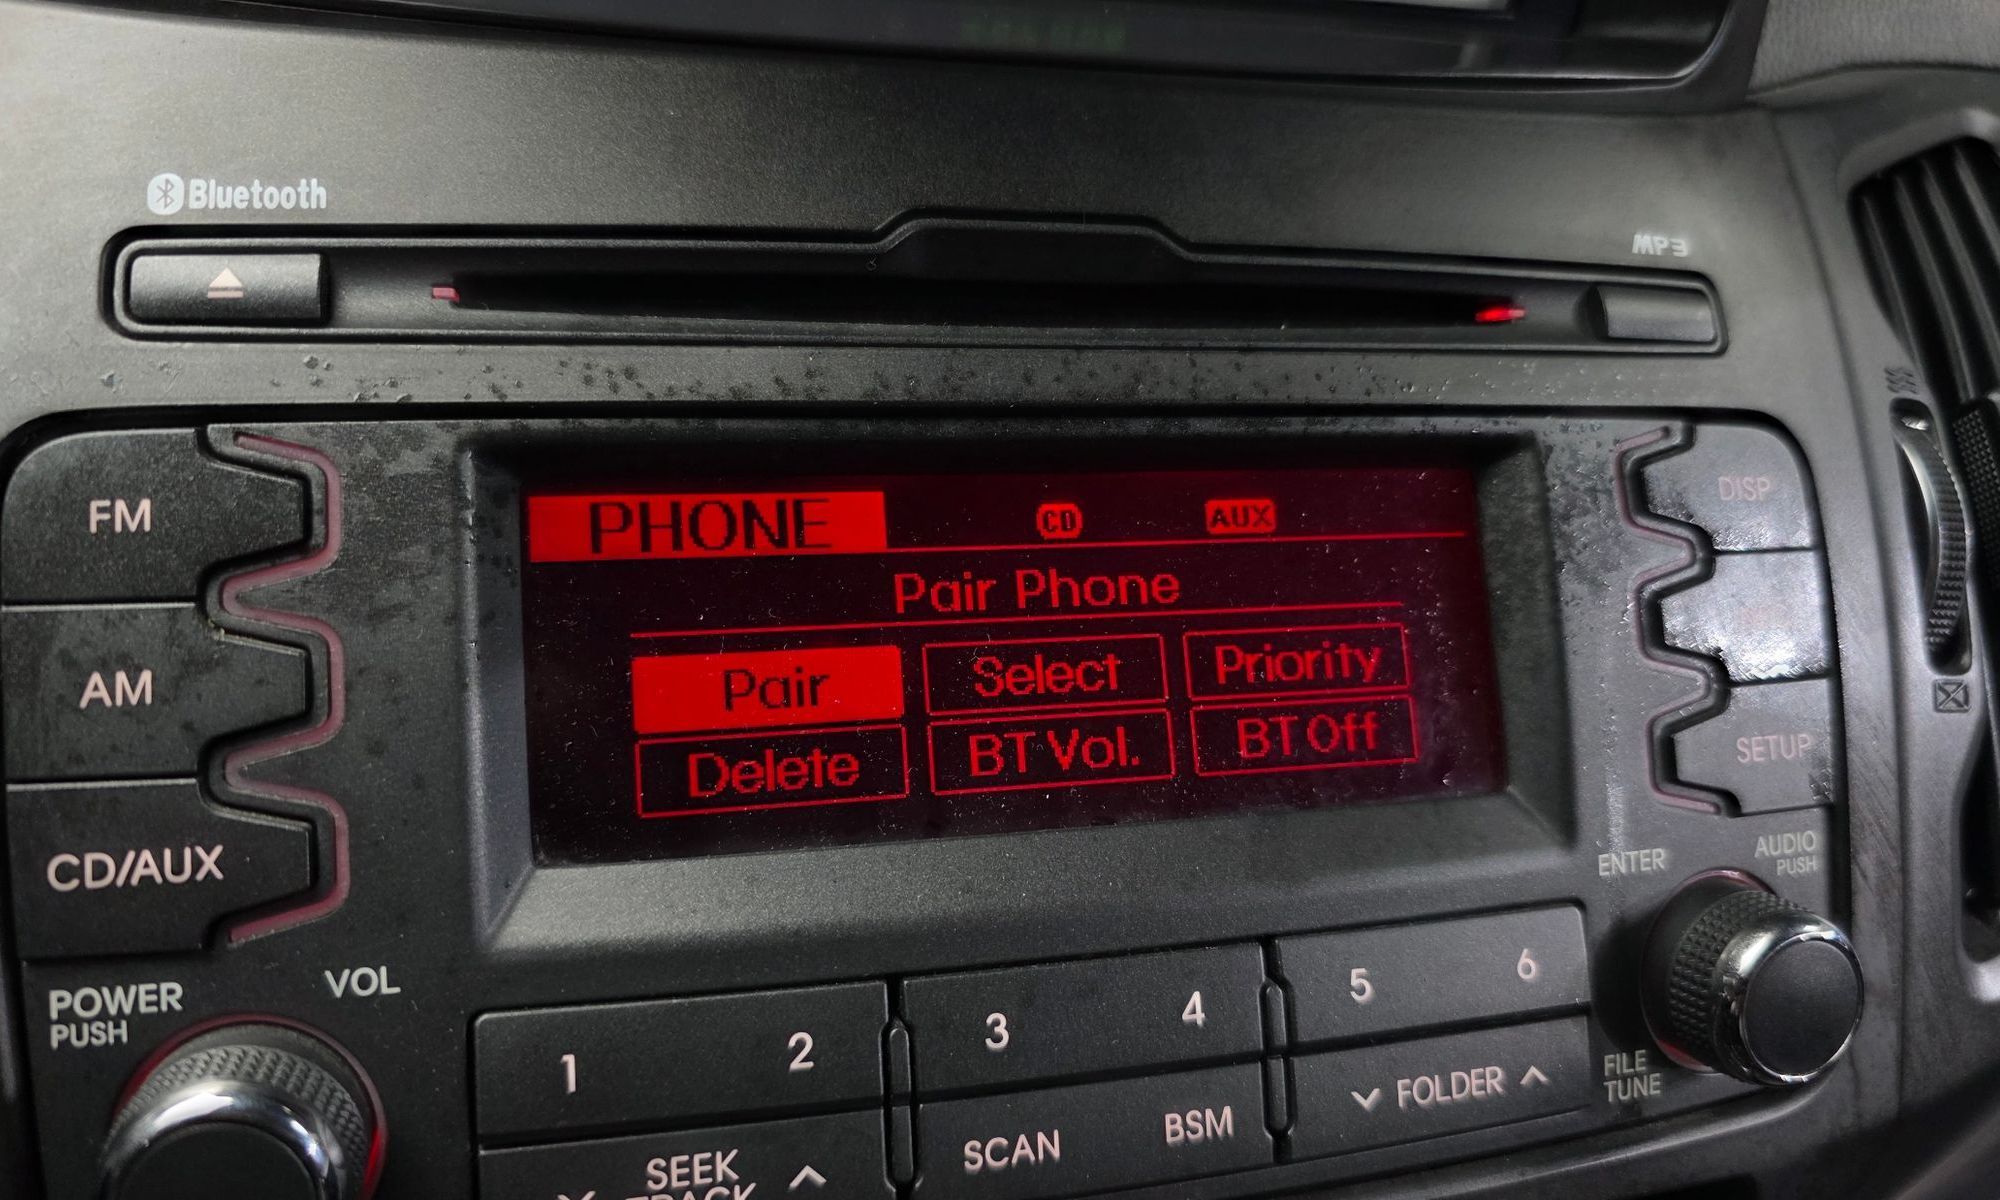 Bluetooth
MP3
FM
AM
CD/AUX
PHONE CD AUX
Pair Phone
Pair Select Priority
Delete BT Vol. BT Off
DISP
SETUP
ENTER
AUDIO
PUSH
POWER
PUSH
VOL
1 2 3 4 5 6
SEEK
TRACK
SCAN BSM
FOLDER
FILE
TUNE